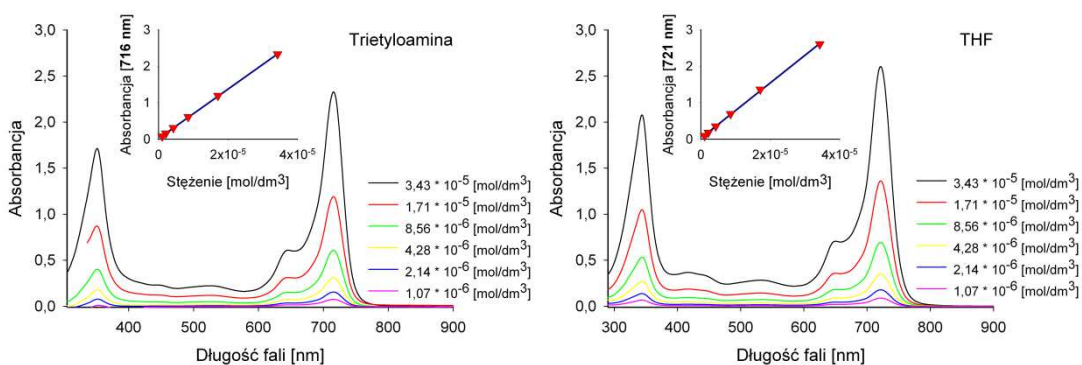 Trietyloamina
Absorbancja
3,0
2,5
2,0
1,5
1,0
0,5
0,0
400 500 600 700 800 900
Długość fali [nm]
Absorbancja [716 nm]
3
2
1
0
0 2x10-5 4x10-5
Stężenie [mol/dm3]
3,43 * 10-5 [mol/dm3]
1,71 * 10-5 [mol/dm3]
8,56 * 10-6 [mol/dm3]
4,28 * 10-6 [mol/dm3]
2,14 * 10-6 [mol/dm3]
1,07 * 10-6 [mol/dm3]
THF
Absorbancja
3,0
2,5
2,0
1,5
1,0
0,5
0,0
300 400 500 600 700 800 900
Długość fali [nm]
Absorbancja [721 nm]
3
2
1
0
0 2x10-5 4x10-5
Stężenie [mol/dm3]
3,43 * 10-5 [mol/dm3]
1,71 * 10-5 [mol/dm3]
8,56 * 10-6 [mol/dm3]
4,28 * 10-6 [mol/dm3]
2,14 * 10-6 [mol/dm3]
1,07 * 10-6 [mol/dm3]